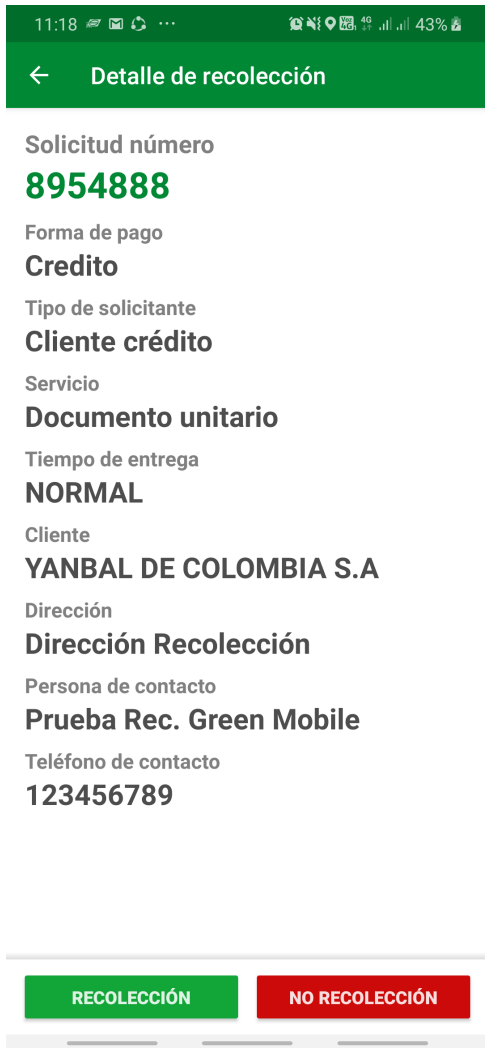 11:18 ...
43%
Detalle de recolección
Solicitud número
8954888
Forma de pago
Credito
Tipo de solicitante
Cliente crédito
Servicio
Documento unitario
Tiempo de entrega
NORMAL
Cliente
YANBAL DE COLOMBIA S.A
Dirección
Dirección Recolección
Persona de contacto
Prueba Rec. Green Mobile
Teléfono de contacto
123456789
RECOLECCIÓN
NO RECOLECCIÓN